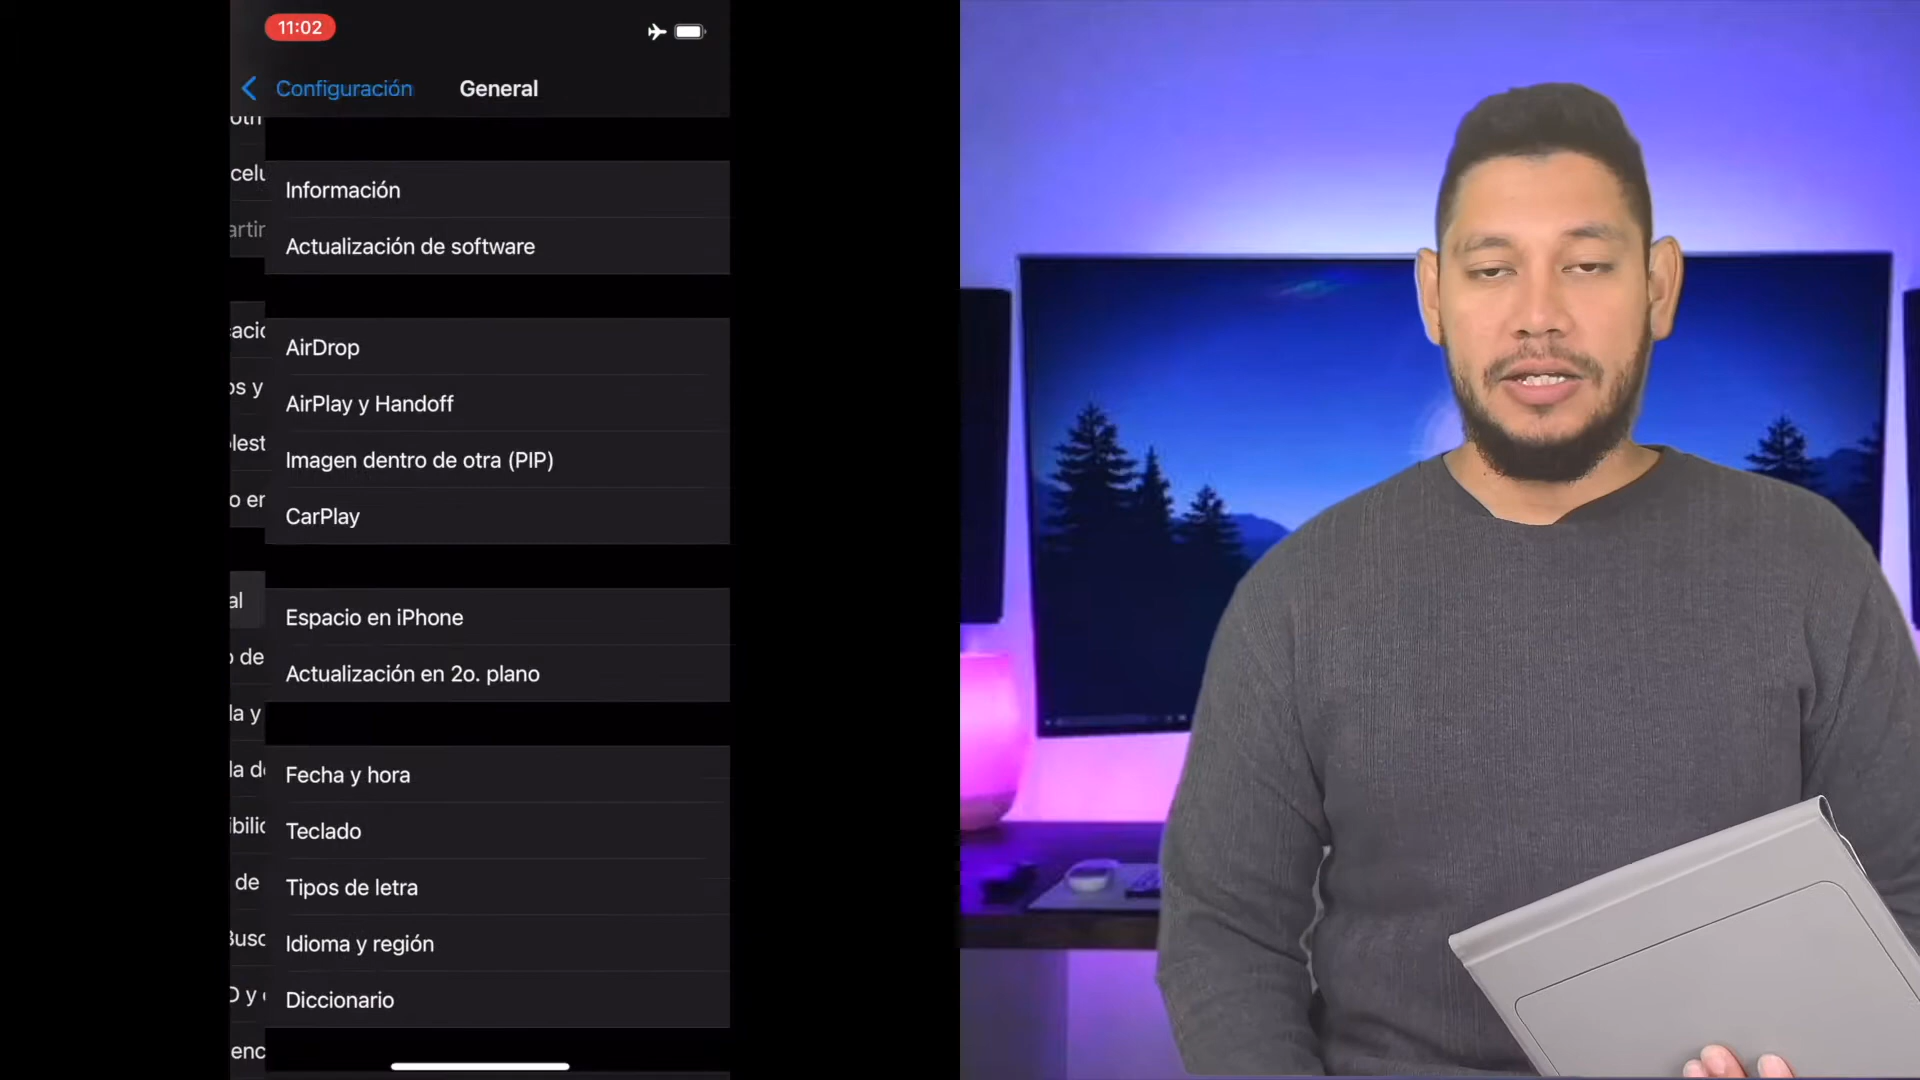 11:02
Configuración
General
Información
Actualización de software
AirDrop
AirPlay y Handoff
Imagen dentro de otra (PIP)
CarPlay
Espacio en iPhone
Actualización en 2o. plano
Fecha y hora
Teclado
Tipos de letra
Idioma y región
Diccionario